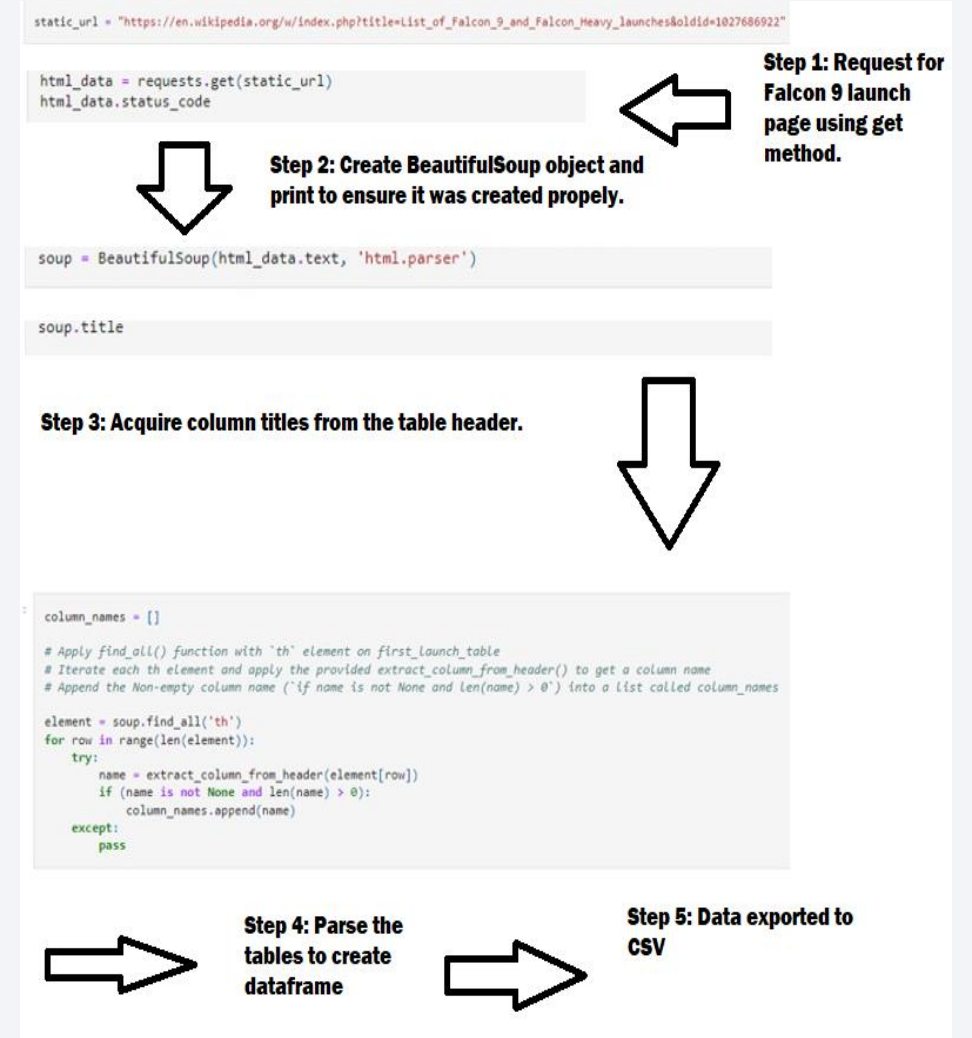 static_url = "https://en.wikipedia.org/w/index.php?title=List_of_Falcon_9_and_Falcon_Heavy_launches&oldid=1027686922"
html_data = requests.get(static_url)
html_data.status_code
Step 1: Request for
Falcon 9 launch
page using get
method.
Step 2: Create BeautifulSoup object and
print to ensure it was created propely.
soup = BeautifulSoup(html_data.text, 'html.parser')
soup.title
Step 3: Acquire column titles from the table header.
:
column_names = []
# Apply find_all() function with `th` element on first_launch_table
# Iterate each th element and apply the provided extract_column_from_header() to get a column name
# Append the Non-empty column name (`if name is not None and len(name) > 0`) into a list called column_names
element = soup.find_all('th')
for row in range(len(element)):
    try:
        name = extract_column_from_header(element[row])
        if (name is not None and len(name) > 0):
            column_names.append(name)
    except:
        pass
Step 4: Parse the
tables to create
dataframe
Step 5: Data exported to
CSV